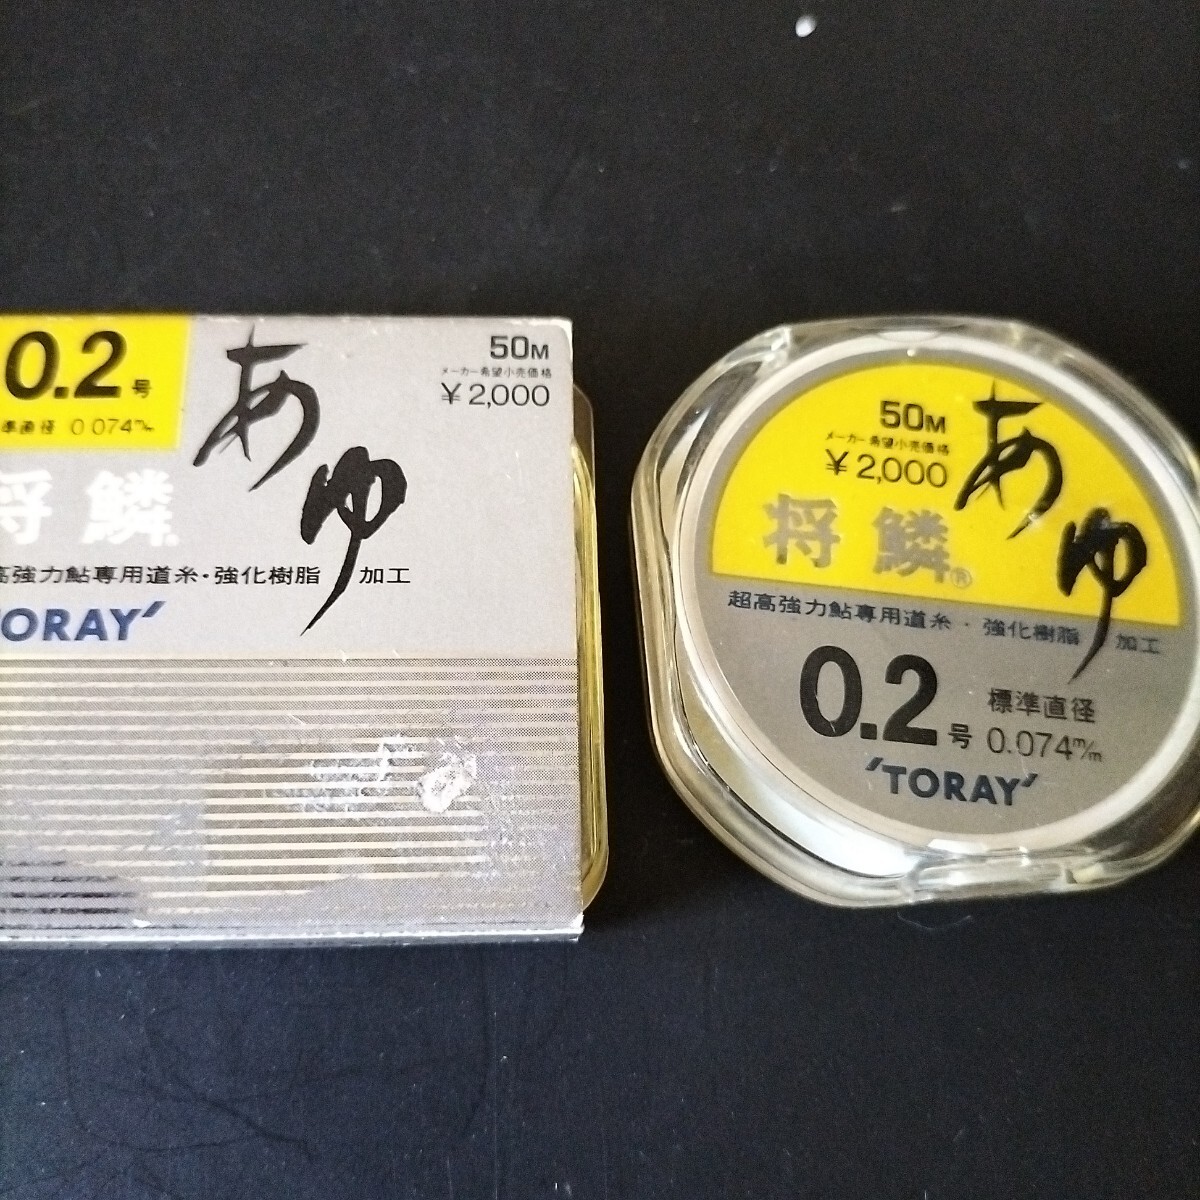 0.2号
準直径 0.074m/m
50M
メーカー希望小売価格
¥2,000
あゆ
将鱗
高強力鮎専用道糸・強化樹脂加工
ORAY
50M
メーカー希望小売価格
¥2,000
あゆ
将鱗®
超高強力鮎専用道糸・強化樹脂加工
0.2号
標準直径
0.074m/m
'TORAY'